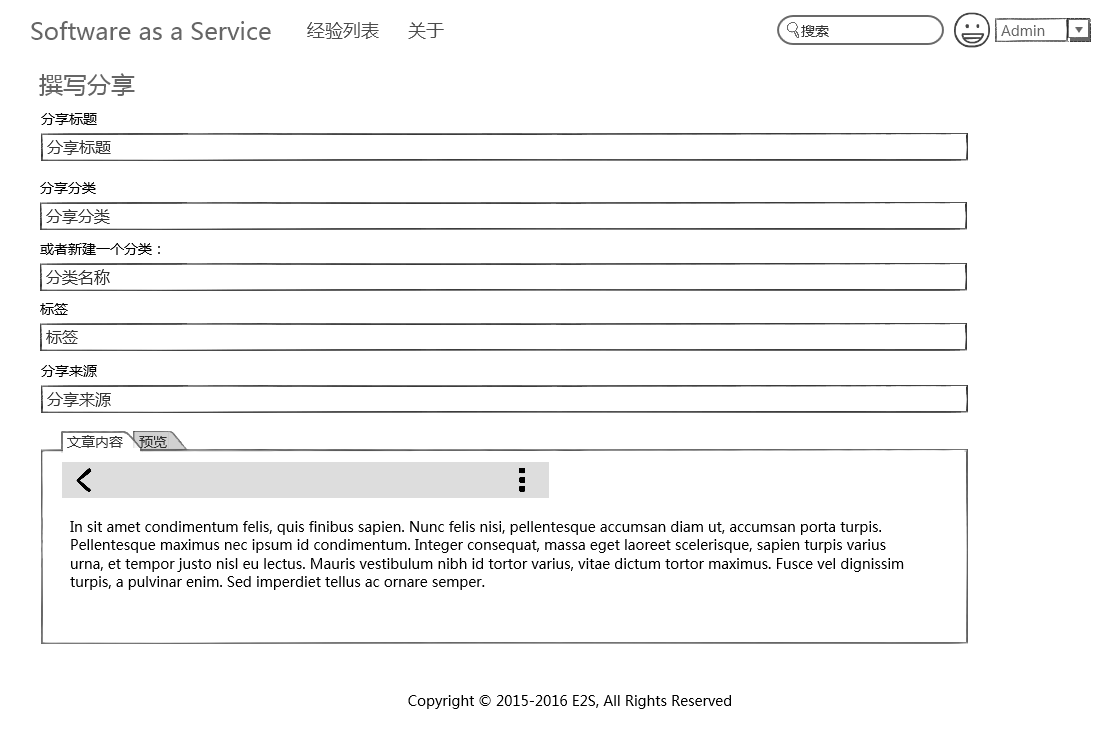 Software as a Service 经验列表 关于 搜索 Admin
撰写分享
分享标题
分享标题
分享分类
分享分类
或者新建一个分类：
分类名称
标签
标签
分享来源
分享来源
文章内容 预览
In sit amet condimentum felis, quis finibus sapien. Nunc felis nisi, pellentesque accumsan diam ut, accumsan porta turpis.
Pellentesque maximus nec ipsum id condimentum. Integer consequat, massa eget laoreet scelerisque, sapien turpis varius
urna, et tempor justo nisl eu lectus. Mauris vestibulum nibh id tortor varius, vitae dictum tortor maximus. Fusce vel dignissim
turpis, a pulvinar enim. Sed imperdiet tellus ac ornare semper.
Copyright © 2015-2016 E2S, All Rights Reserved